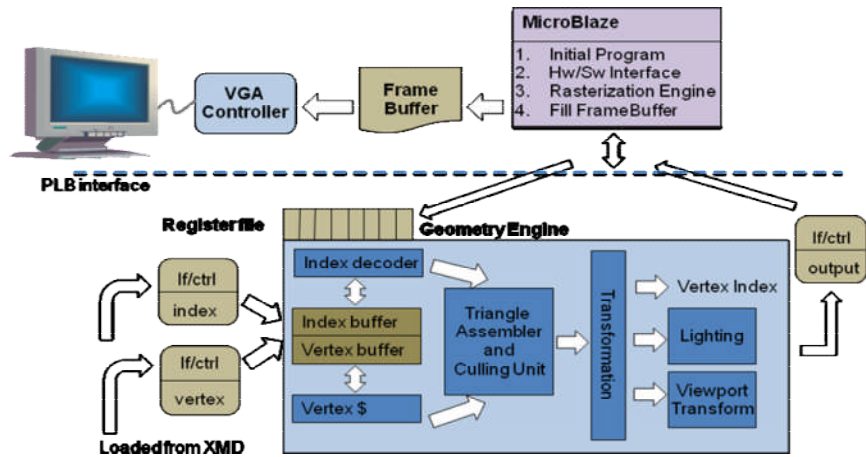 MicroBlaze
1. Initial Program
2. Hw/Sw Interface
3. Rasterization Engine
4. Fill FrameBuffer
VGA
Controller
Frame
Buffer
PLB interface
Register file
Geometry Engine
If/ctrl
index
If/ctrl
vertex
Loaded from XMD
Index decoder
Index buffer
Vertex buffer
Vertex $
Triangle
Assembler
and
Culling Unit
Transformation
Vertex Index
Lighting
Viewport
Transform
If/ctrl
output